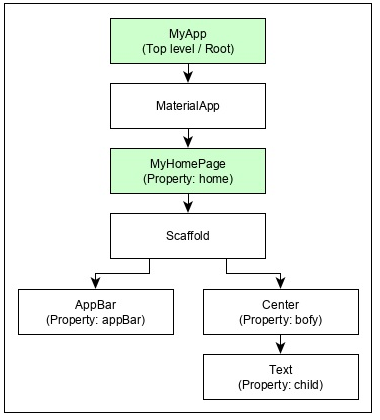 MyApp
(Top level / Root)
MaterialApp
MyHomePage
(Property: home)
Scaffold
AppBar
(Property: appBar)
Center
(Property: bofy)
Text
(Property: child)